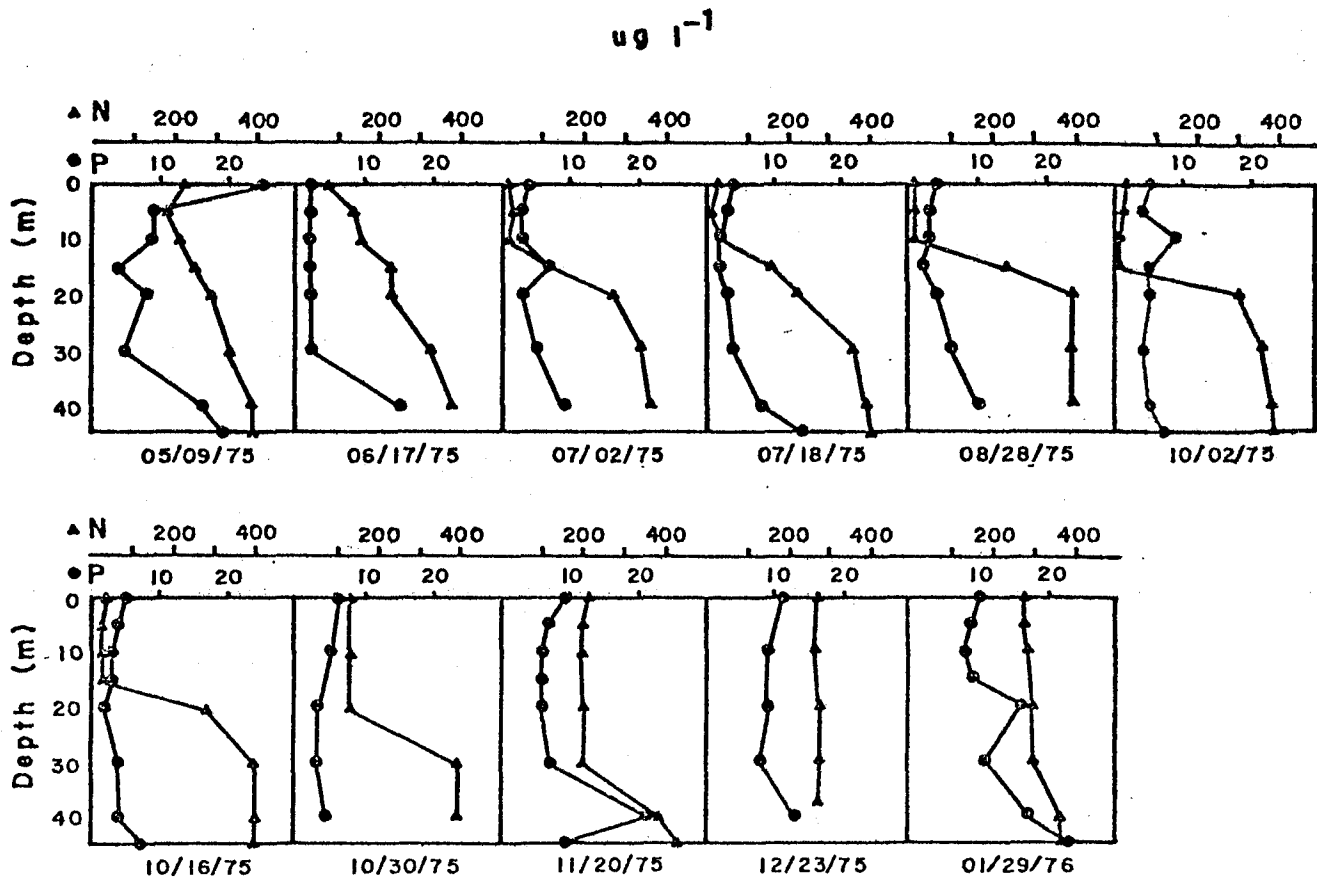 ug l⁻¹
▲ N 200 400 200 400 200 400 200 400 200 400 200 400
● P 10 20 10 20 10 20 10 20 10 20 10 20
Depth (m)
0
10
20
30
40
05/09/75 06/17/75 07/02/75 07/18/75 08/28/75 10/02/75
▲ N 200 400 200 400 200 400 200 400 200 400
● P 10 20 10 20 10 20 10 20 10 20
Depth (m)
0
10
20
30
40
10/16/75 10/30/75 11/20/75 12/23/75 01/29/76